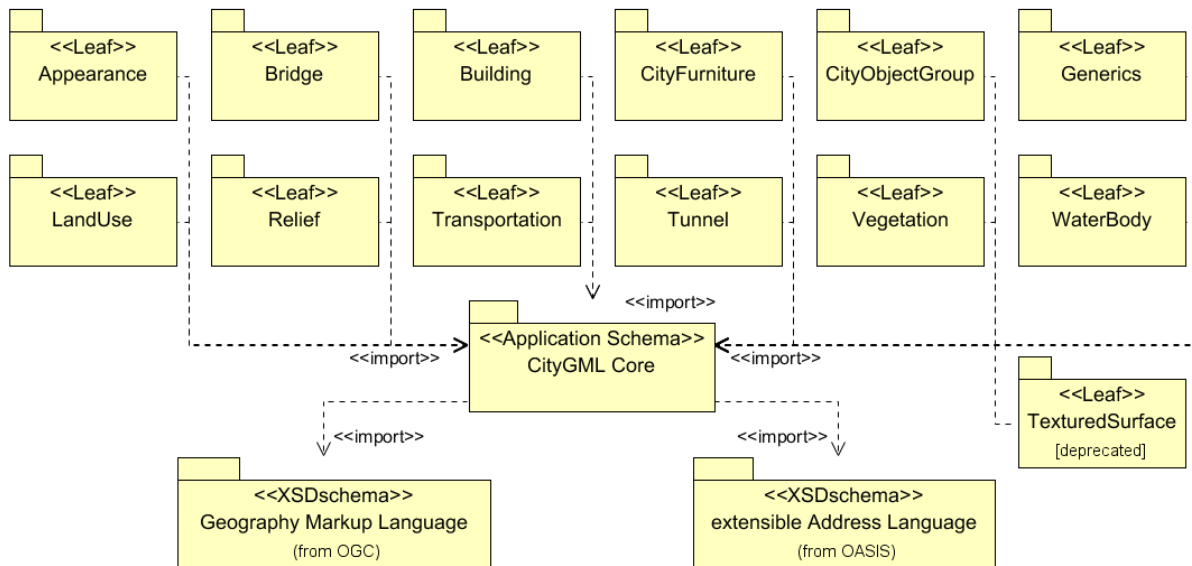 <<Leaf>>
Appearance
<<Leaf>>
Bridge
<<Leaf>>
Building
<<Leaf>>
CityFurniture
<<Leaf>>
CityObjectGroup
<<Leaf>>
Generics
<<Leaf>>
LandUse
<<Leaf>>
Relief
<<Leaf>>
Transportation
<<Leaf>>
Tunnel
<<Leaf>>
Vegetation
<<Leaf>>
WaterBody
<<import>>
<<Application Schema>>
CityGML Core
<<import>>
<<import>>
<<Leaf>>
TexturedSurface
[deprecated]
<<import>>
<<import>>
<<XSDschema>>
Geography Markup Language
(from OGC)
<<XSDschema>>
extensible Address Language
(from OASIS)